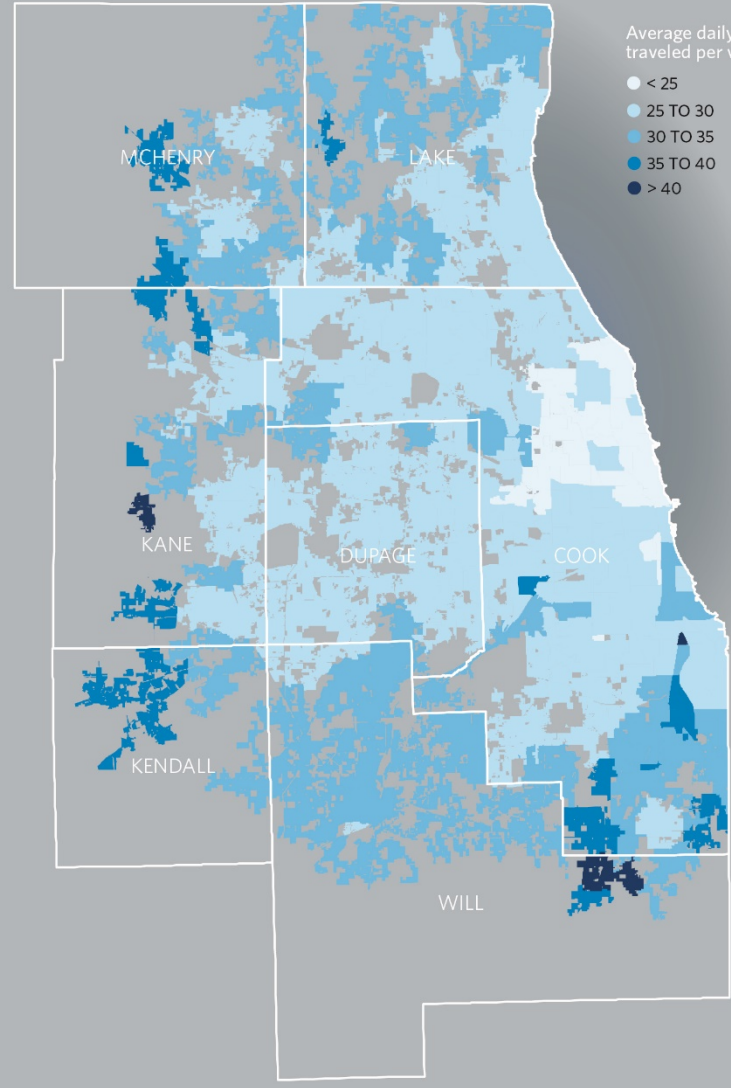 Average daily
traveled per v
< 25
25 TO 30
30 TO 35
35 TO 40
> 40
MCHENRY
LAKE
KANE
DUPAGE
COOK
KENDALL
WILL